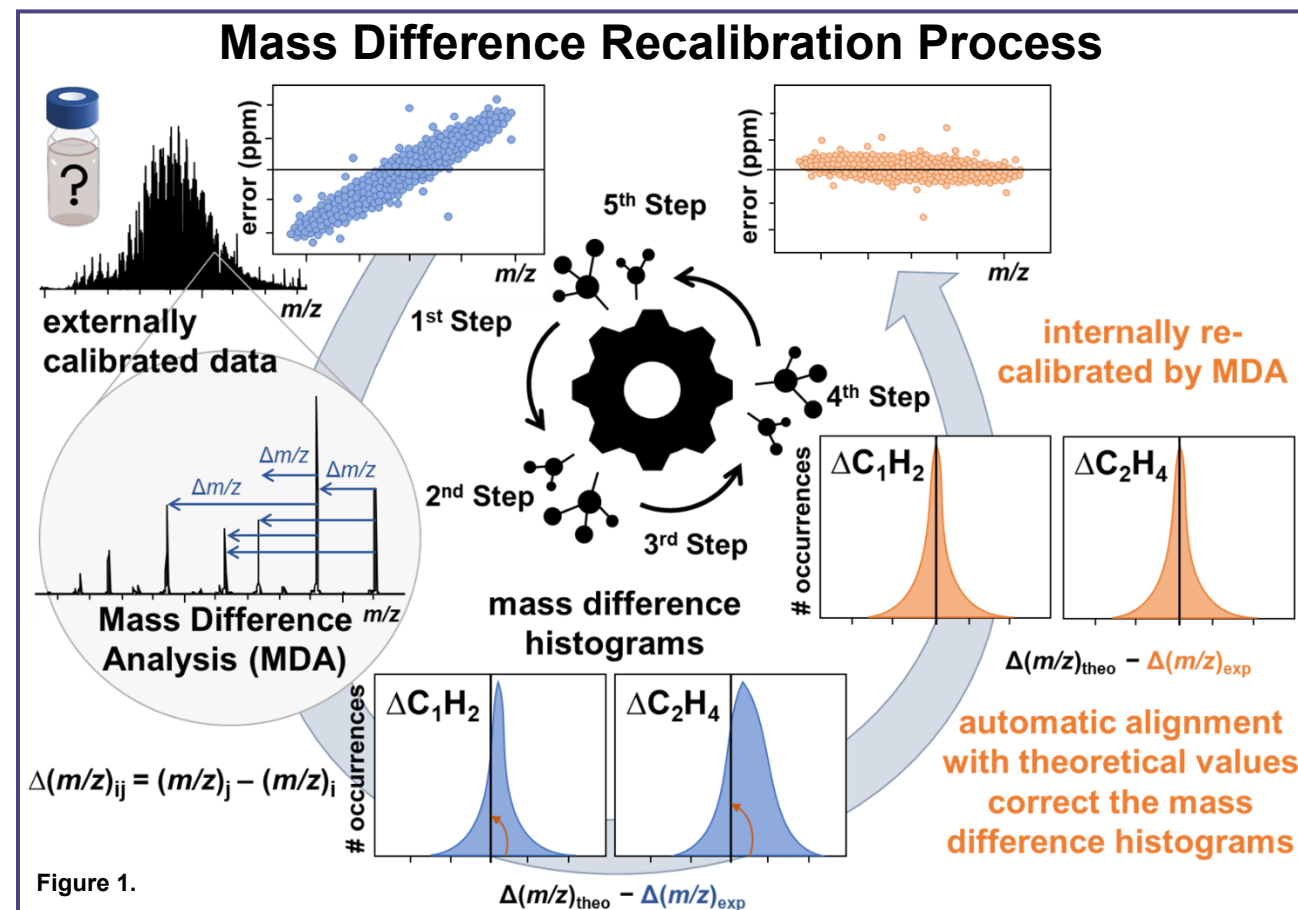 Mass Difference Recalibration Process
?
m/z
externally
calibrated data
error (ppm)
m/z
error (ppm)
m/z
1st Step
2nd Step
3rd Step
4th Step
5th Step
internally re-
calibrated by MDA
Δm/z
Δm/z
Δm/z
m/z
Mass Difference
Analysis (MDA)
Δ(m/z)ij = (m/z)j – (m/z)i
mass difference
histograms
# occurrences
ΔC1H2
ΔC2H4
Δ(m/z)theo – Δ(m/z)exp
# occurrences
ΔC1H2
ΔC2H4
Δ(m/z)theo – Δ(m/z)exp
automatic alignment
with theoretical values
correct the mass
difference histograms
Figure 1.